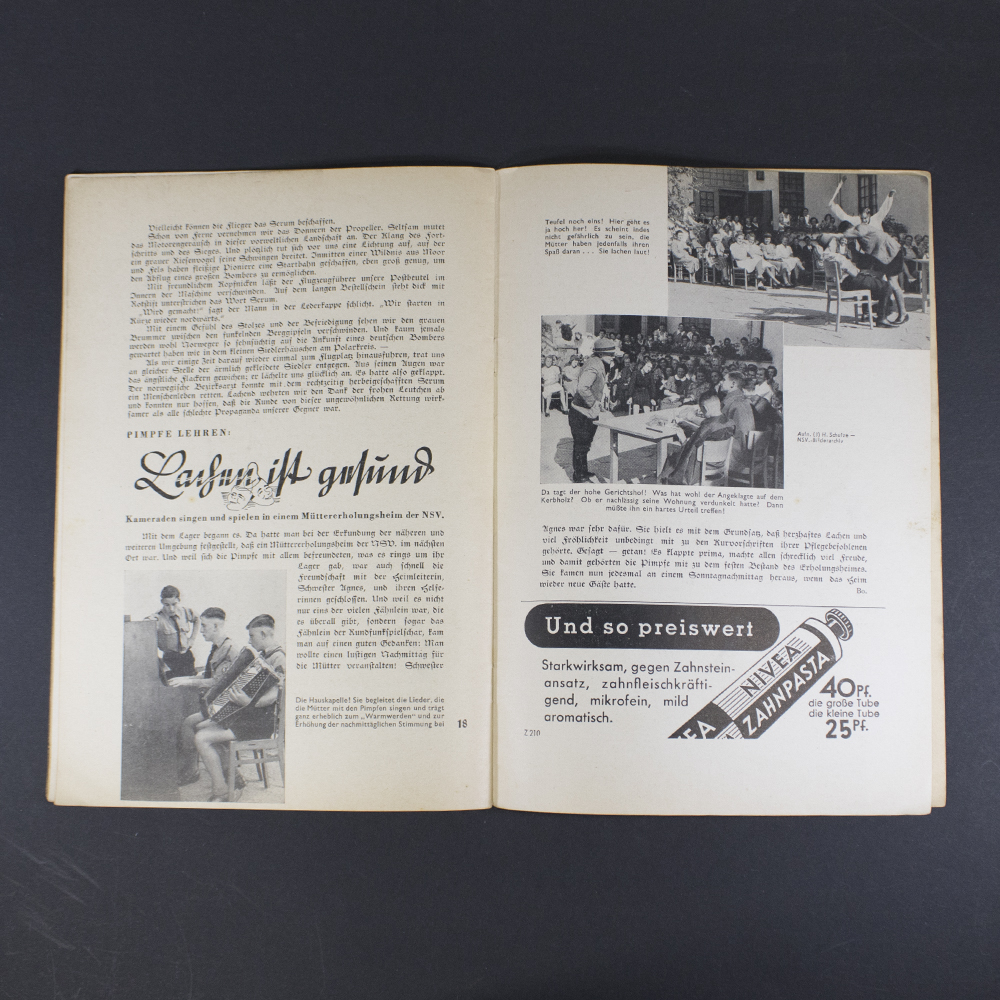 Vielleicht können die Flieger das Serum beschaffen.
Schon von Ferne vernehmen wir das Donnern der Propeller. Seltsam mutet
das Motorengeräusch in dieser vorweltlichen Landschaft an. Der Klang des Fort-
schritts und des Sieges. Und plötzlich tut sich vor uns eine Lichtung auf, auf der
ein grauer Riesenvogel seine Schwingen breitet. Inmitten einer Wildnis aus Moor
und Fels haben fleißige Pioniere eine Startbahn geschaffen, eben groß genug, um
den Abflug eines großen Bombers zu ermöglichen.
Mit freundlichem Kopfnicken läßt der Flugzeugführer unsere Postbeutel im
Innern der Maschine verschwinden. Auf dem langen Bestellschein steht dick mit
Rotstift unterstrichen das Wort Serum.
„Wird gemacht!“ sagt der Mann in der Lederkappe schlicht. „Wir starten in
Kürze wieder nordwärts.“
Mit einem Gefühl des Stolzes und der Befriedigung sehen wir den grauen
Brummer zwischen den funkelnden Berggipfeln verschwinden. Und kaum jemals
werden wohl Norweger so sehnsüchtig auf die Ankunft eines deutschen Bombers
gewartet haben wie in dem kleinen Siedlerhäuschen am Polarkreis. —
Als wir einige Zeit darauf wieder einmal zum Flugplatz hinausfuhren, trat uns
an gleicher Stelle der ärmlich gekleidete Siedler entgegen. Aus seinen Augen war
das ängstliche Flackern gewichen; er lächelte uns glücklich an. Es hatte also geklappt.
Der norwegische Bezirksarzt konnte mit dem rechtzeitig herbeigeschafften Serum
ein Menschenleben retten. Lachend wehrten wir den Dank der frohen Leutchen ab
und konnten nur hoffen, daß die Kunde von dieser ungewöhnlichen Rettung wirk-
samer als alle schlechte Propaganda unserer Gegner war.
PIMPFE LEHREN:
Lachen ist gesund
Kameraden singen und spielen in einem Müttererholungsheim der NSV.
Mit dem Lager begann es. Da hatte man bei der Erkundung der näheren und
weiteren Umgebung festgestellt, daß ein Müttererholungsheim der NSV. im nächsten
Ort war. Und weil sich die Pimpfe mit allem befreundeten, was es rings um ihr
Lager gab, war auch schnell die
Freundschaft mit der Heimleiterin,
Schwester Agnes, und ihren Helfe-
rinnen geschlossen. Und weil es nicht
nur eins der vielen Fähnlein war, die
es überall gibt, sondern sogar das
Fähnlein der Rundfunkspielschar, kam
man auf einen guten Gedanken: Man
wollte einen lustigen Nachmittag für
die Mütter veranstalten! Schwester
Die Hauskapelle! Sie begleitet die Lieder, die
die Mütter mit den Pimpfen singen und trägt
ganz erheblich zum „Warmwerden“ und zur
Erhöhung der nachmittäglichen Stimmung bei
18
Teufel noch eins! Hier geht es
ja hoch her! Es scheint indes
nicht gefährlich zu sein, die
Mütter haben jedenfalls ihren
Spaß daran . . . Sie lachen laut!
Aufn. (3) H. Scholze —
NSV.-Bilderarchiv
Da tagt der hohe Gerichtshof! Was hat wohl der Angeklagte auf dem
Kerbholz? Ob er nachlässig seine Wohnung verdunkelt hatte? Dann
müßte ihn ein hartes Urteil treffen!
Agnes war sehr dafür. Sie hielt es mit dem Grundsatz, daß herzhaftes Lachen und
viel Fröhlichkeit unbedingt mit zu den Kurvorschriften ihrer Pflegebefohlenen
gehörte. Gesagt — getan! Es klappte prima, machte allen schrecklich viel Freude,
und damit gehörten die Pimpfe mit zu dem festen Bestand des Erholungsheimes.
Sie kamen nun jedesmal an einem Sonntagnachmittag heraus, wenn das Heim
wieder neue Gäste hatte.
Bo.
Und so preiswert
Starkwirksam, gegen Zahnstein-
ansatz, zahnfleischkräfti-
gend, mikrofein, mild
aromatisch.
NIVEA
ZAHNPASTA
EA
40 Pf.
die große Tube
die kleine Tube
25 Pf.
Z 210